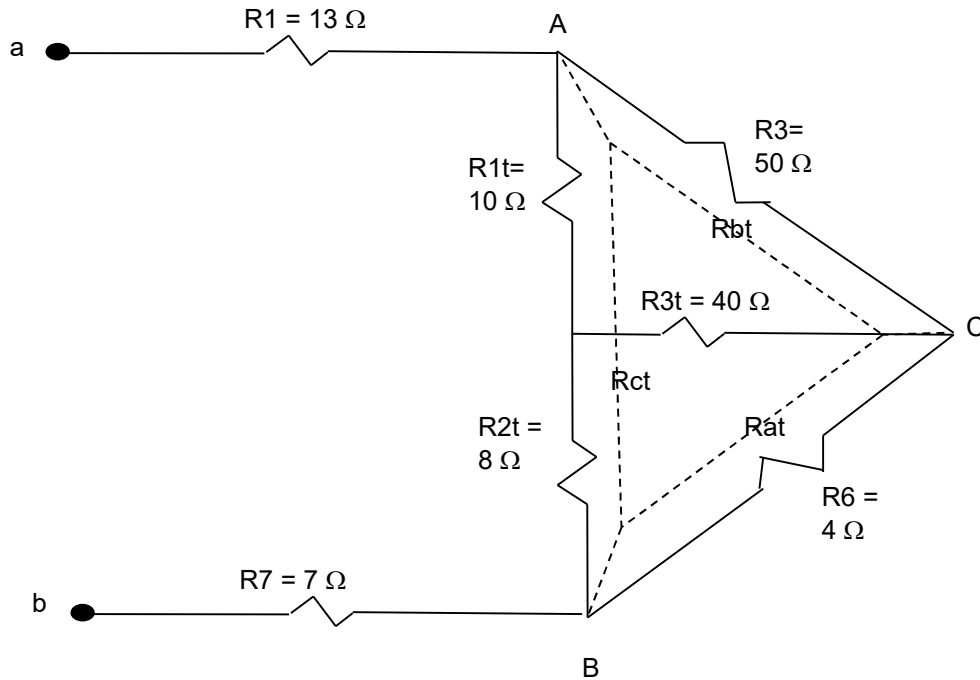 R1 = 13 Ω
A
a
R3=
50 Ω
R1t=
10 Ω
Rbt
R3t = 40 Ω
C
Rct
R2t =
8 Ω
Rat
R6 =
4 Ω
R7 = 7 Ω
b
B